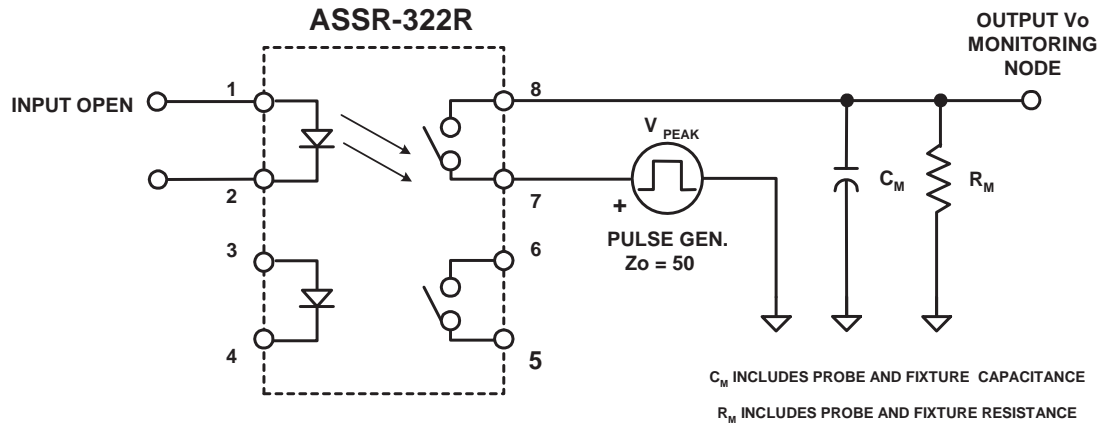 ASSR-322R
OUTPUT Vo
MONITORING
NODE
INPUT OPEN
1
8
V PEAK
2
7
+
C M
R M
PULSE GEN.
Zo = 50
3
6
4
5
C M INCLUDES PROBE AND FIXTURE CAPACITANCE
R M INCLUDES PROBE AND FIXTURE RESISTANCE